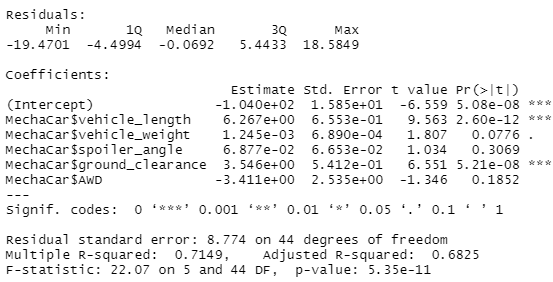 Residuals:
     Min       1Q   Median       3Q      Max
-19.4701  -4.4994  -0.0692   5.4433  18.5849
Coefficients:
                            Estimate Std. Error t value Pr(>|t|)
(Intercept)               -1.040e+02  1.585e+01  -6.559 5.08e-08 ***
MechaCar$vehicle_length    6.267e+00  6.553e-01   9.563 2.60e-12 ***
MechaCar$vehicle_weight    1.245e-03  6.890e-04   1.807   0.0776 .
MechaCar$spoiler_angle     6.877e-02  6.653e-02   1.034   0.3069
MechaCar$ground_clearance  3.546e+00  5.412e-01   6.551 5.21e-08 ***
MechaCar$AWD              -3.411e+00  2.535e+00  -1.346   0.1852
---
Signif. codes:  0 ‘***’ 0.001 ‘**’ 0.01 ‘*’ 0.05 ‘.’ 0.1 ‘ ’ 1
Residual standard error: 8.774 on 44 degrees of freedom
Multiple R-squared:  0.7149,    Adjusted R-squared:  0.6825
F-statistic: 22.07 on 5 and 44 DF,  p-value: 5.35e-11